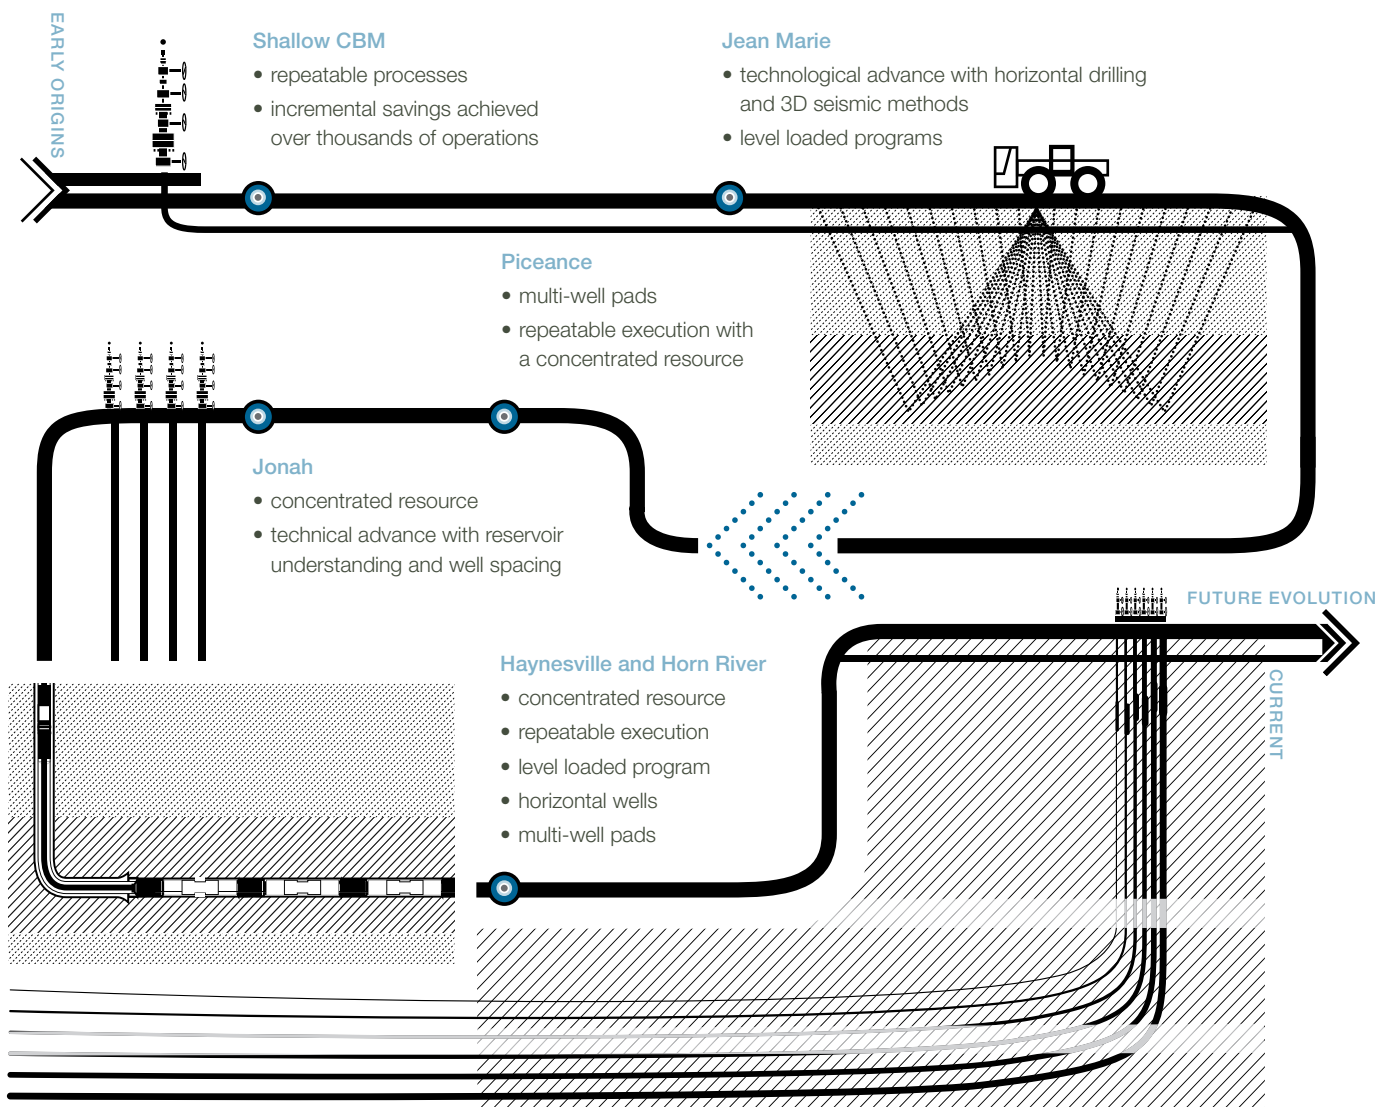 EARLY ORIGINS
Shallow CBM
• repeatable processes
• incremental savings achieved
over thousands of operations
Jean Marie
• technological advance with horizontal drilling
and 3D seismic methods
• level loaded programs
Piceance
• multi-well pads
• repeatable execution with
a concentrated resource
Jonah
• concentrated resource
• technical advance with reservoir
understanding and well spacing
Haynesville and Horn River
• concentrated resource
• repeatable execution
• level loaded program
• horizontal wells
• multi-well pads
FUTURE EVOLUTION
CURRENT